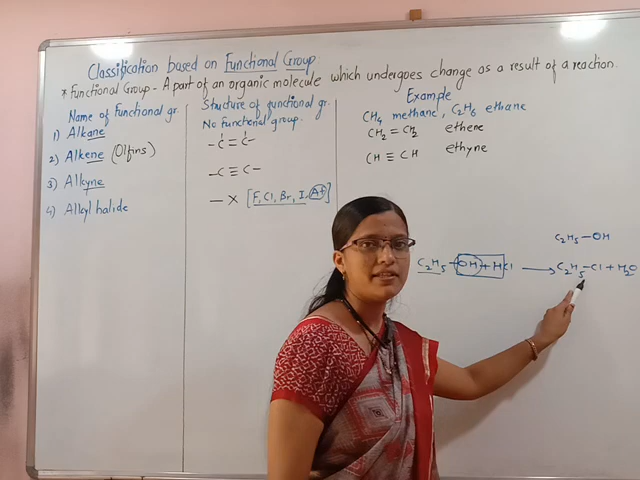 Classification based on Functional Group
* Functional Group - A part of an organic molecule which undergoes change as a result of a reaction.
Name of Functional gr. Structure of functional gr. Example
1) Alkane No Functional group. CH4 methane, C2H6 ethane
2) Alkene (Olfins) -C=C- CH2=CH2 ethene
3) Alkyne -C≡C- CH≡CH ethyne
4) Alkyl halide -X [F, Cl, Br, I, At]
C2H5-OH
C2H5-OH+HCl → C2H5-Cl+H2O